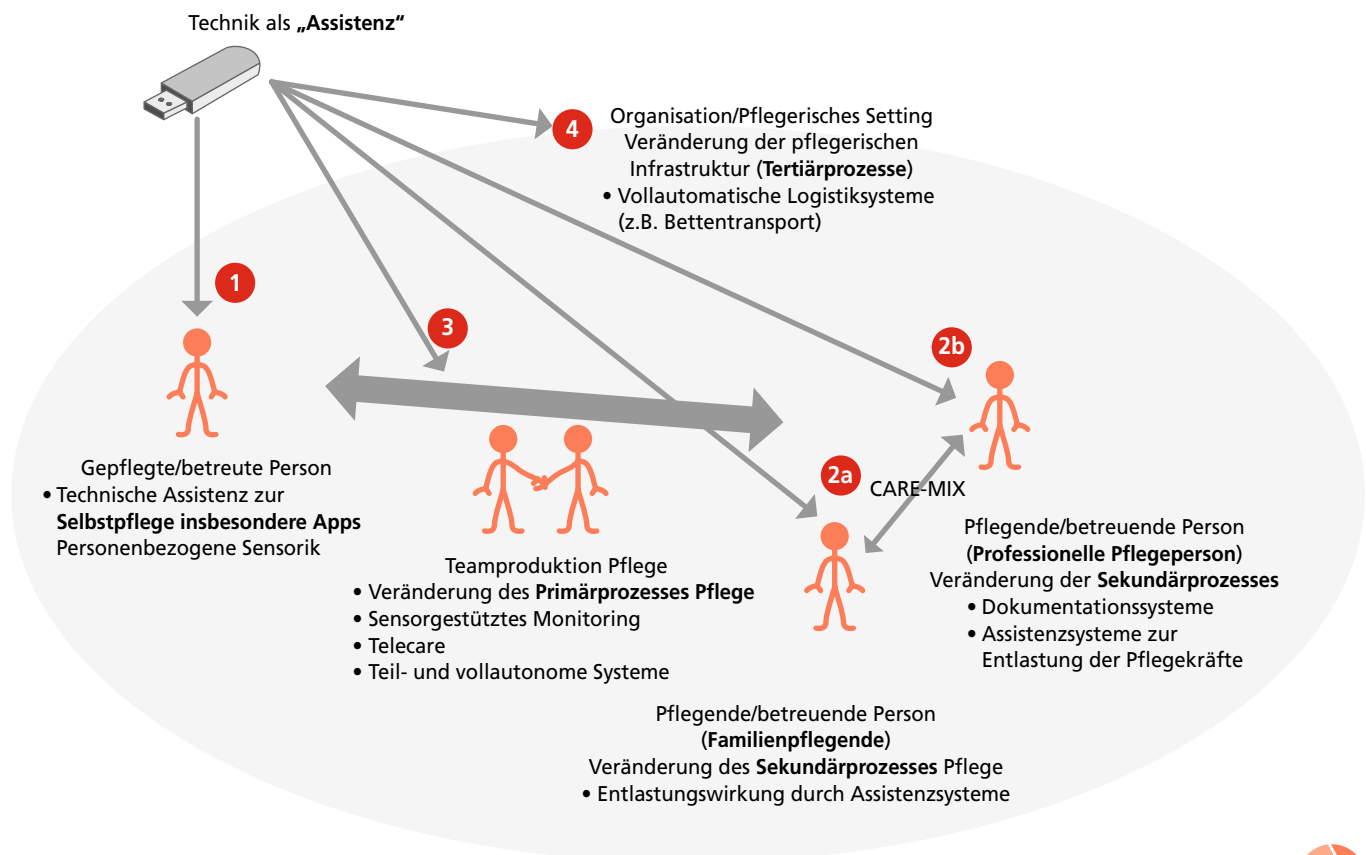 Technik als „Assistenz“
4
Organisation/Pflegerisches Setting
Veränderung der pflegerischen
Infrastruktur (Tertiärprozesse)
• Vollautomatische Logistiksysteme
(z.B. Bettentransport)
1
3
2b
Gepflegte/betreute Person
• Technische Assistenz zur
Selbstpflege insbesondere Apps
Personenbezogene Sensorik
Teamproduktion Pflege
• Veränderung des Primärprozesses Pflege
• Sensorgestütztes Monitoring
• Telecare
• Teil- und vollautonome Systeme
2a
CARE-MIX
Pflegende/betreuende Person
(Professionelle Pflegeperson)
Veränderung der Sekundärprozesses
• Dokumentationssysteme
• Assistenzsysteme zur
Entlastung der Pflegekräfte
Pflegende/betreuende Person
(Familienpflegende)
Veränderung des Sekundärprozesses Pflege
• Entlastungswirkung durch Assistenzsysteme